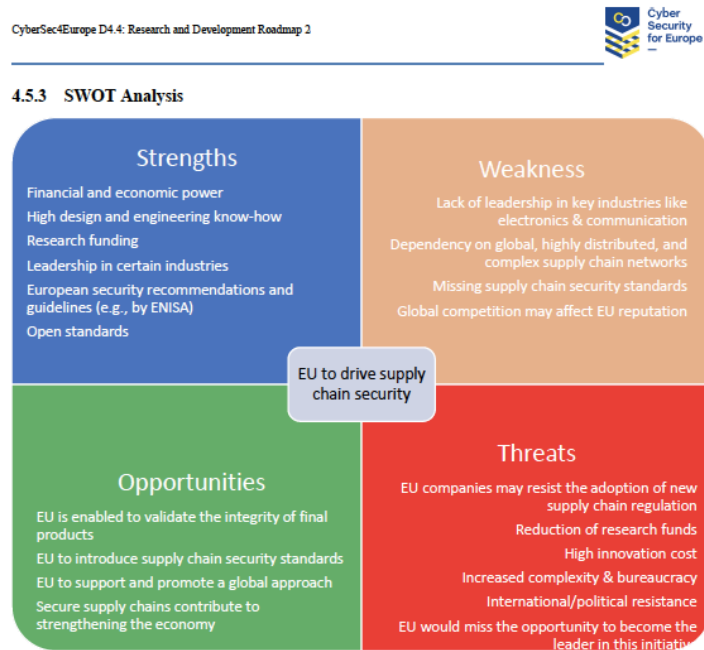 CyberSec4Europe D4.4: Research and Development Roadmap 2
Cyber
Security
for Europe
4.5.3 SWOT Analysis
Strengths
Financial and economic power
High design and engineering know-how
Research funding
Leadership in certain industries
European security recommendations and
guidelines (e.g., by ENISA)
Open standards
Weakness
Lack of leadership in key industries like
electronics & communication
Dependency on global, highly distributed, and
complex supply chain networks
Missing supply chain security standards
Global competition may affect EU reputation
EU to drive supply
chain security
Opportunities
EU is enabled to validate the integrity of final
products
EU to introduce supply chain security standards
EU to support and promote a global approach
Secure supply chains contribute to
strengthening the economy
Threats
EU companies may resist the adoption of new
supply chain regulation
Reduction of research funds
High innovation cost
Increased complexity & bureaucracy
International/political resistance
EU would miss the opportunity to become the
leader in this initiative